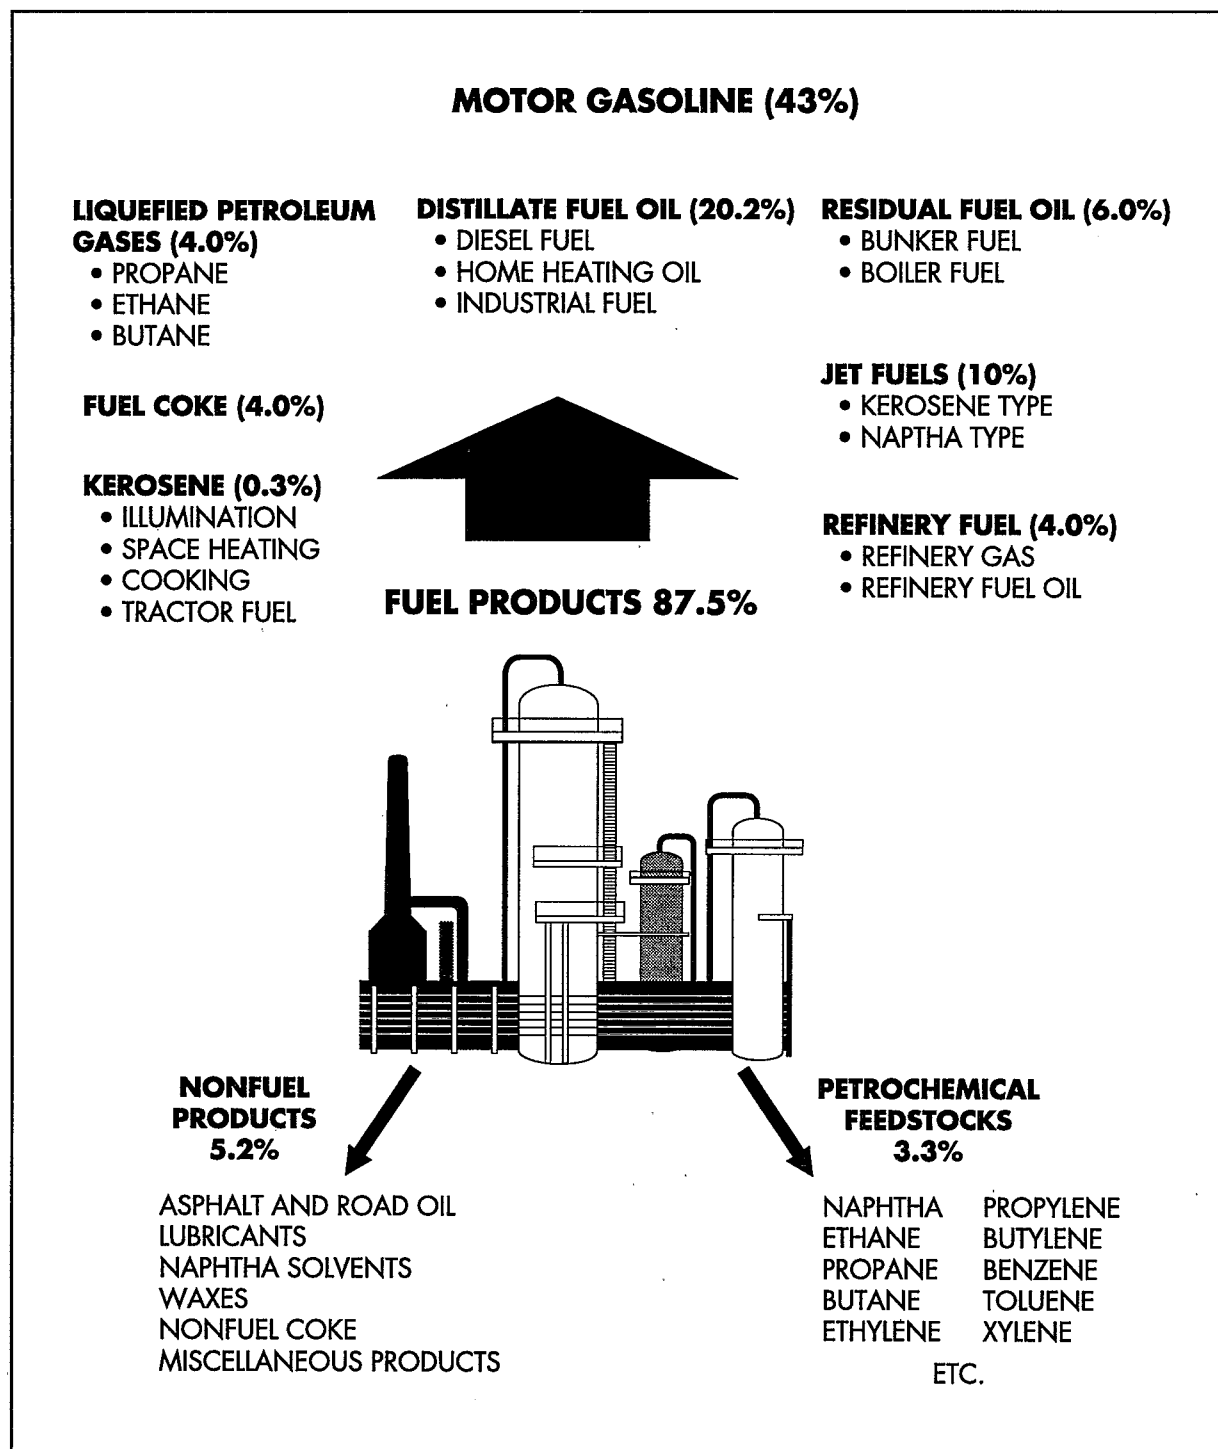 MOTOR GASOLINE (43%)
LIQUEFIED PETROLEUM
GASES (4.0%)
• PROPANE
• ETHANE
• BUTANE
DISTILLATE FUEL OIL (20.2%)
• DIESEL FUEL
• HOME HEATING OIL
• INDUSTRIAL FUEL
RESIDUAL FUEL OIL (6.0%)
• BUNKER FUEL
• BOILER FUEL
FUEL COKE (4.0%)
JET FUELS (10%)
• KEROSENE TYPE
• NAPTHA TYPE
KEROSENE (0.3%)
• ILLUMINATION
• SPACE HEATING
• COOKING
• TRACTOR FUEL
REFINERY FUEL (4.0%)
• REFINERY GAS
• REFINERY FUEL OIL
FUEL PRODUCTS 87.5%
NONFUEL
PRODUCTS
5.2%
ASPHALT AND ROAD OIL
LUBRICANTS
NAPHTHA SOLVENTS
WAXES
NONFUEL COKE
MISCELLANEOUS PRODUCTS
PETROCHEMICAL
FEEDSTOCKS
3.3%
NAPHTHA PROPYLENE
ETHANE BUTYLENE
PROPANE BENZENE
BUTANE TOLUENE
ETHYLENE XYLENE
ETC.